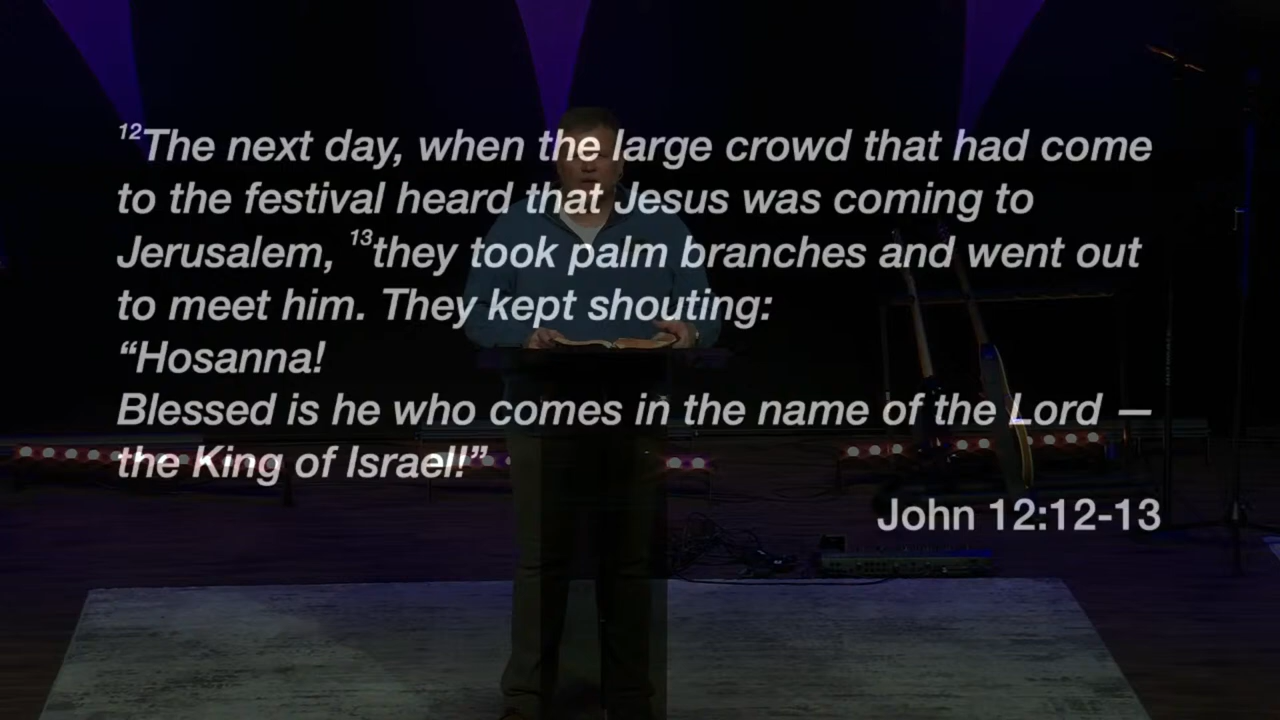 ¹²The next day, when the large crowd that had come
to the festival heard that Jesus was coming to
Jerusalem, ¹³they took palm branches and went out
to meet him. They kept shouting:
“Hosanna!
Blessed is he who comes in the name of the Lord —
the King of Israel!”
John 12:12-13